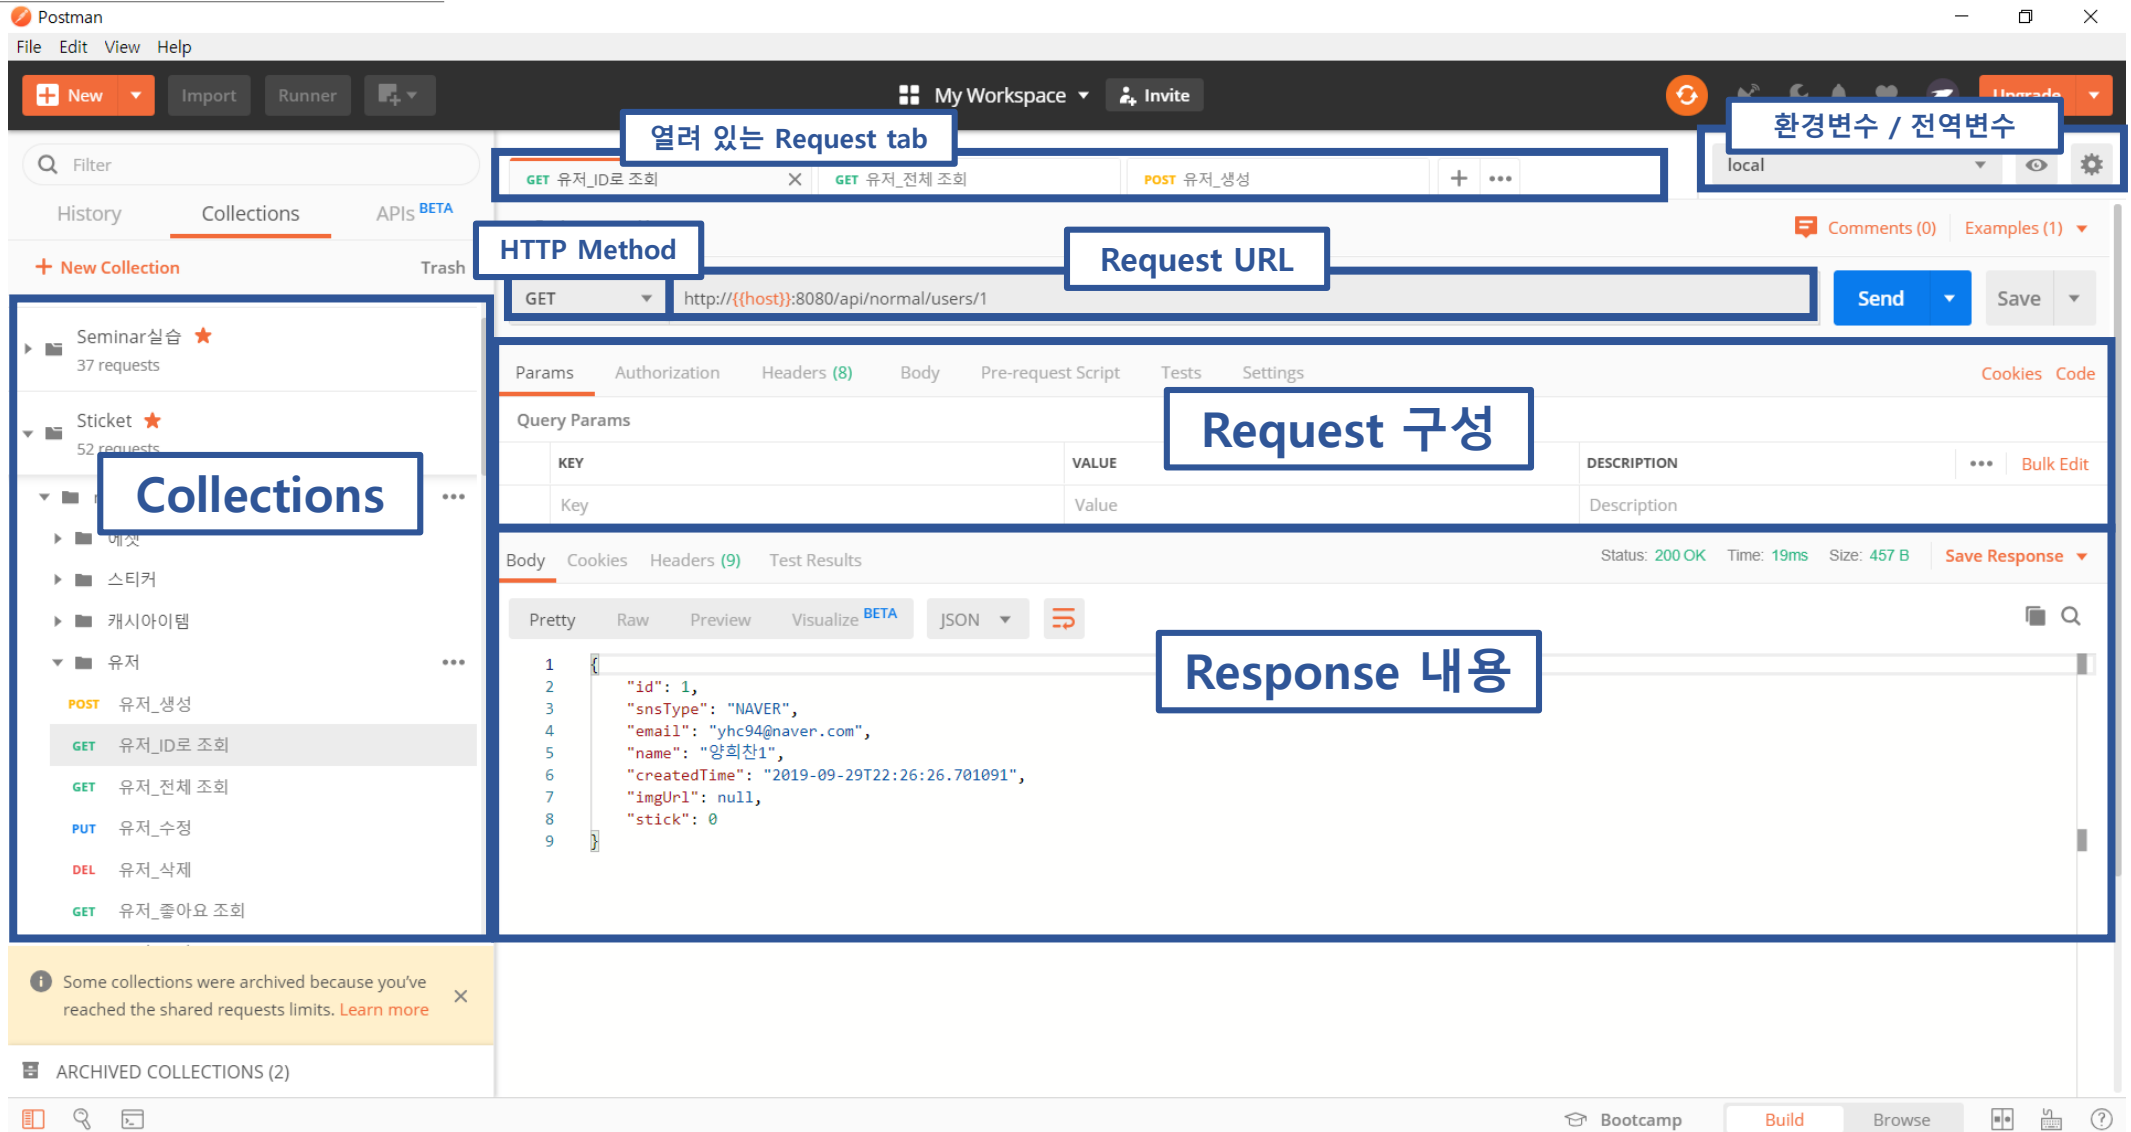 Postman
File Edit View Help
New Import Runner My Workspace Invite
열려 있는 Request tab
환경변수 / 전역변수
Filter
local
GET 유저_ID로 조회
GET 유저_전체 조회
POST 유저_생성
History Collections APIs BETA
Comments (0) Examples (1)
HTTP Method
Request URL
New Collection Trash
GET http://{{host}}:8080/api/normal/users/1
Send Save
Seminar실습
37 requests
Params Authorization Headers (8) Body Pre-request Script Tests Settings Cookies Code
Request 구성
Sticket
52 requests
Query Params
KEY VALUE DESCRIPTION Bulk Edit
Key Value Description
Collections
에셋
스티커
캐시아이템
유저
POST 유저_생성
GET 유저_ID로 조회
GET 유저_전체 조회
PUT 유저_수정
DEL 유저_삭제
GET 유저_좋아요 조회
Body Cookies Headers (9) Test Results
Status: 200 OK Time: 19ms Size: 457 B Save Response
Pretty Raw Preview Visualize BETA JSON
Response 내용
1 {
2 "id": 1,
3 "snsType": "NAVER",
4 "email": "yhc94@naver.com",
5 "name": "양희찬1",
6 "createdTime": "2019-09-29T22:26:26.701091",
7 "imgUrl": null,
8 "stick": 0
9 }
Some collections were archived because you've
reached the shared requests limits. Learn more
ARCHIVED COLLECTIONS (2)
Bootcamp Build Browse